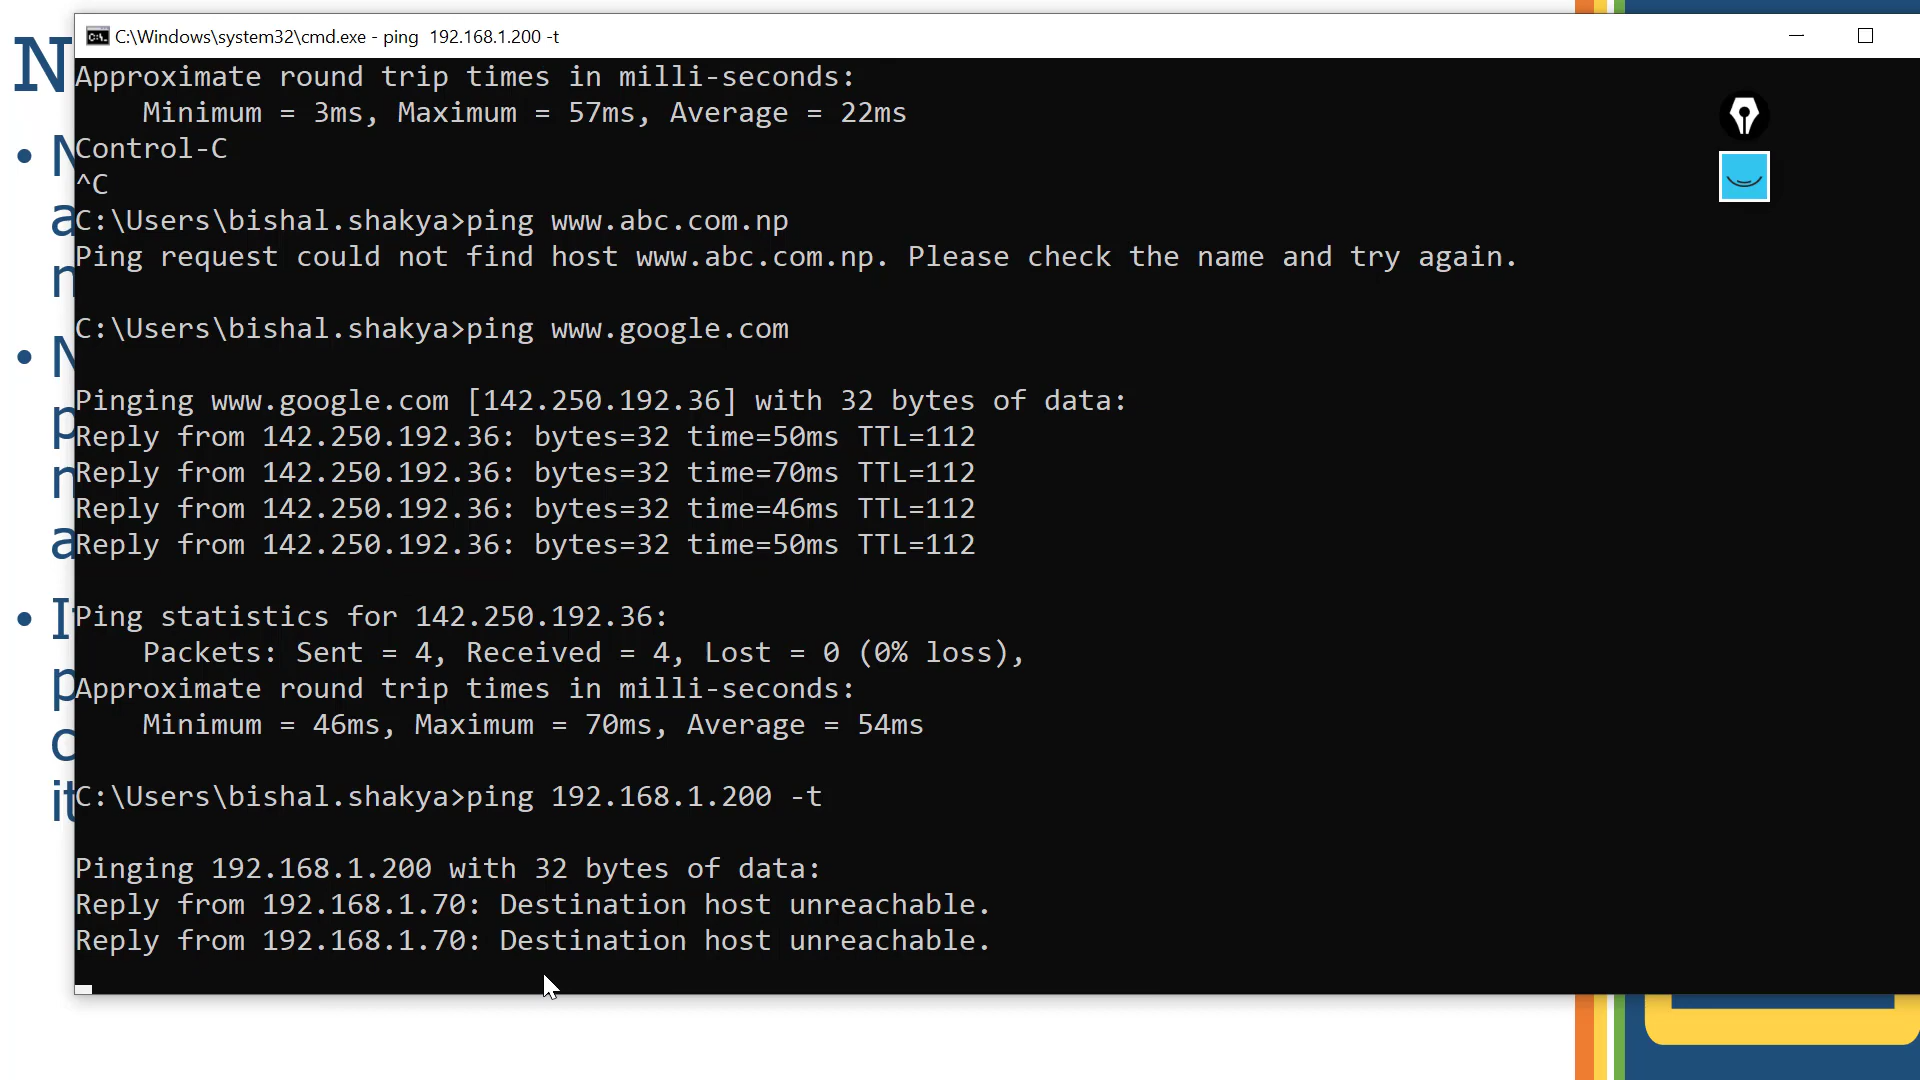 C:\Windows\system32\cmd.exe - ping  192.168.1.200 -t
Approximate round trip times in milli-seconds:
    Minimum = 3ms, Maximum = 57ms, Average = 22ms
Control-C
^C
C:\Users\bishal.shakya>ping www.abc.com.np
Ping request could not find host www.abc.com.np. Please check the name and try again.
C:\Users\bishal.shakya>ping www.google.com
Pinging www.google.com [142.250.192.36] with 32 bytes of data:
Reply from 142.250.192.36: bytes=32 time=50ms TTL=112
Reply from 142.250.192.36: bytes=32 time=70ms TTL=112
Reply from 142.250.192.36: bytes=32 time=46ms TTL=112
Reply from 142.250.192.36: bytes=32 time=50ms TTL=112
Ping statistics for 142.250.192.36:
    Packets: Sent = 4, Received = 4, Lost = 0 (0% loss),
Approximate round trip times in milli-seconds:
    Minimum = 46ms, Maximum = 70ms, Average = 54ms
C:\Users\bishal.shakya>ping 192.168.1.200 -t
Pinging 192.168.1.200 with 32 bytes of data:
Reply from 192.168.1.70: Destination host unreachable.
Reply from 192.168.1.70: Destination host unreachable.